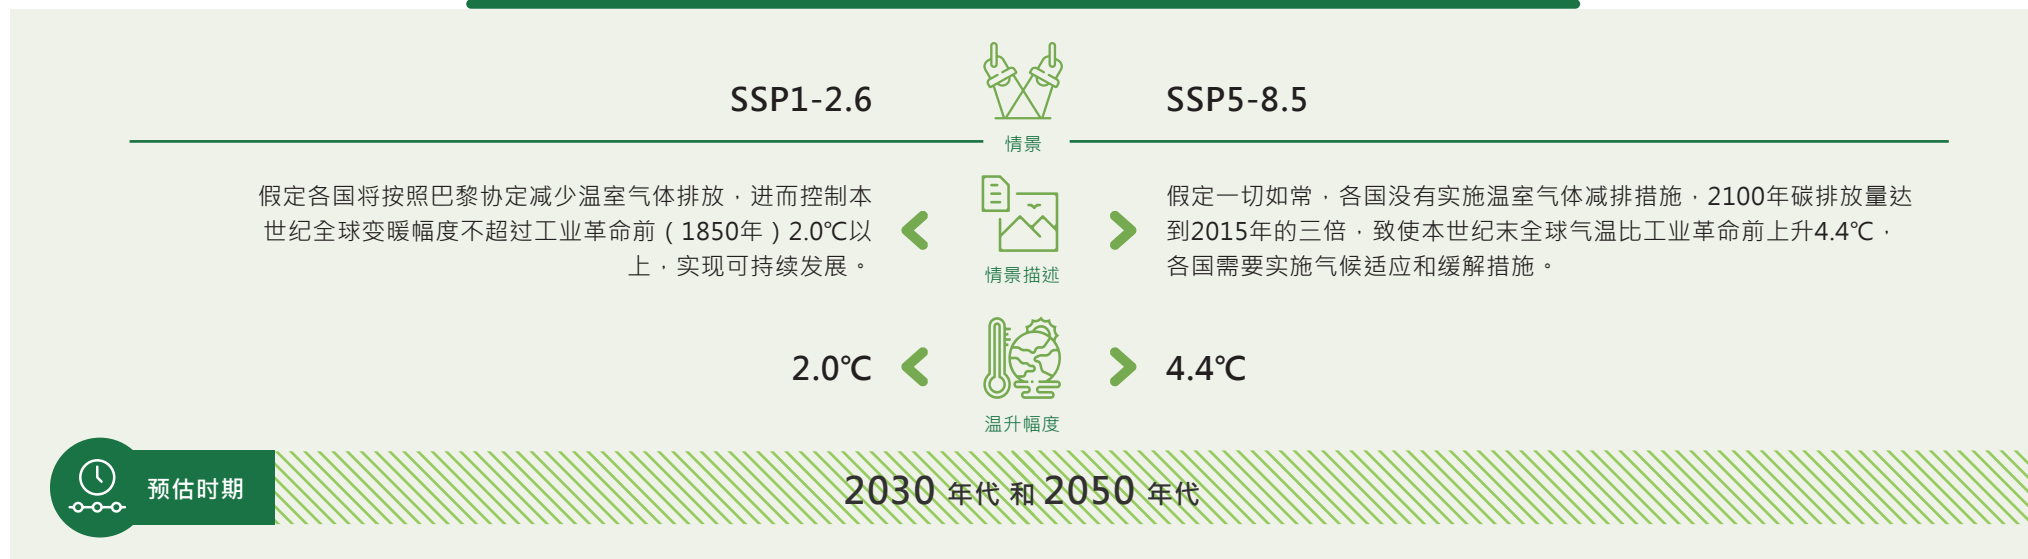 SSP1-2.6
SSP5-8.5
情景
假定各国将按照巴黎协定减少温室气体排放，进而控制本
世纪全球变暖幅度不超过工业革命前（1850年）2.0℃以
上，实现可持续发展。
情景描述
假定一切如常，各国没有实施温室气体减排措施，2100年碳排放量达
到2015年的三倍，致使本世纪末全球气温比工业革命前上升4.4℃，
各国需要实施气候适应和缓解措施。
2.0℃
温升幅度
4.4℃
预估时期
2030 年代 和 2050 年代